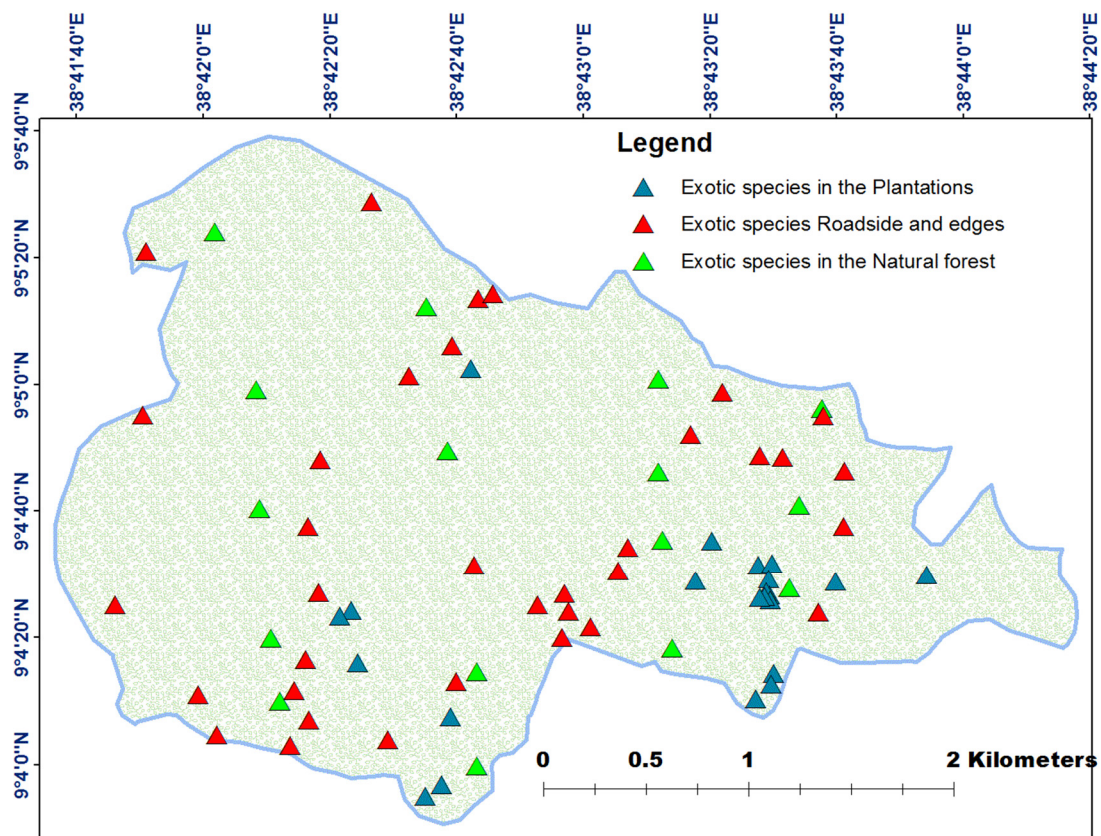 38°41'40"E
38°42'0"E
38°42'20"E
38°42'40"E
38°43'0"E
38°43'20"E
38°43'40"E
38°44'0"E
38°44'20"E
9°5'40"N
9°5'20"N
9°5'0"N
9°4'40"N
9°4'20"N
9°4'0"N
Legend
Exotic species in the Plantations
Exotic species Roadside and edges
Exotic species in the Natural forest
0 0.5 1 2 Kilometers